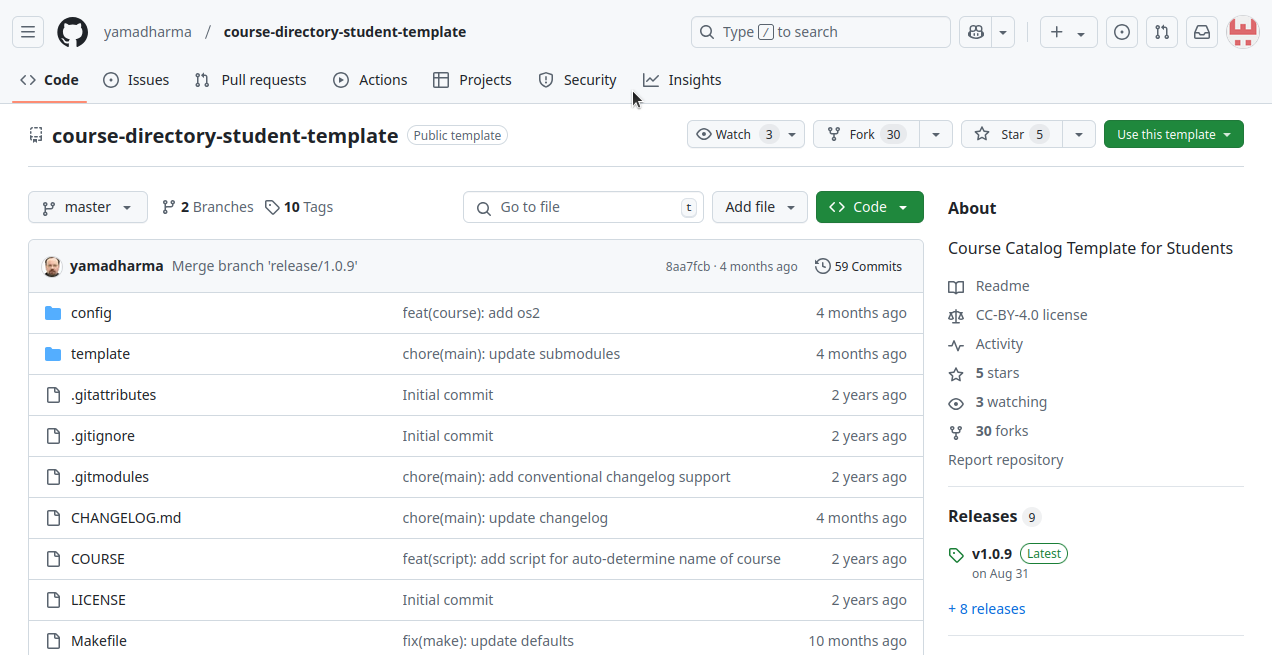 yamadharma / course-directory-student-template Type / to search
Code Issues Pull requests Actions Projects Security Insights
course-directory-student-template Public template Watch 3 Fork 30 Star 5 Use this template
master 2 Branches 10 Tags Go to file t Add file Code
yamadharma Merge branch 'release/1.0.9' 8aa7fcb · 4 months ago 59 Commits
config feat(course): add os2 4 months ago
template chore(main): update submodules 4 months ago
.gitattributes Initial commit 2 years ago
.gitignore Initial commit 2 years ago
.gitmodules chore(main): add conventional changelog support 2 years ago
CHANGELOG.md chore(main): update changelog 4 months ago
COURSE feat(script): add script for auto-determine name of course 2 years ago
LICENSE Initial commit 2 years ago
Makefile fix(make): update defaults 10 months ago
About
Course Catalog Template for Students
Readme
CC-BY-4.0 license
Activity
5 stars
3 watching
30 forks
Report repository
Releases 9
v1.0.9 Latest
on Aug 31
+ 8 releases